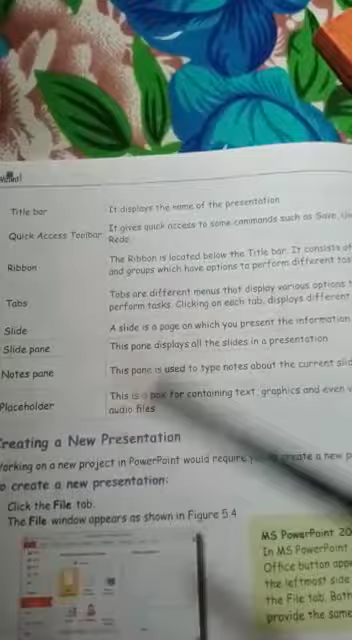 Title bar It displays the name of the presentation
Quick Access Toolbar It gives quick access to some commands such as Save,
Redo.
Ribbon The Ribbon is located below the Title bar. It consists of
and groups which have options to perform different
Tabs Tabs are different menus that display various options
perform tasks. Clicking on each tab, displays different
Slide A slide is a page on which you present the information
Slide pane This pane displays all the slides in a presentation
Notes pane This pane is used to type notes about the current
Placeholder This is a box for containing text, graphics and even
audio files
Creating a New Presentation
Working on a new project in PowerPoint would require you to create a new
To create a new presentation:
Click the File tab.
The File window appears as shown in Figure 5.4
MS PowerPoint
In MS PowerPoint
Office button
the leftmost side
the File tab. Both
provide the same